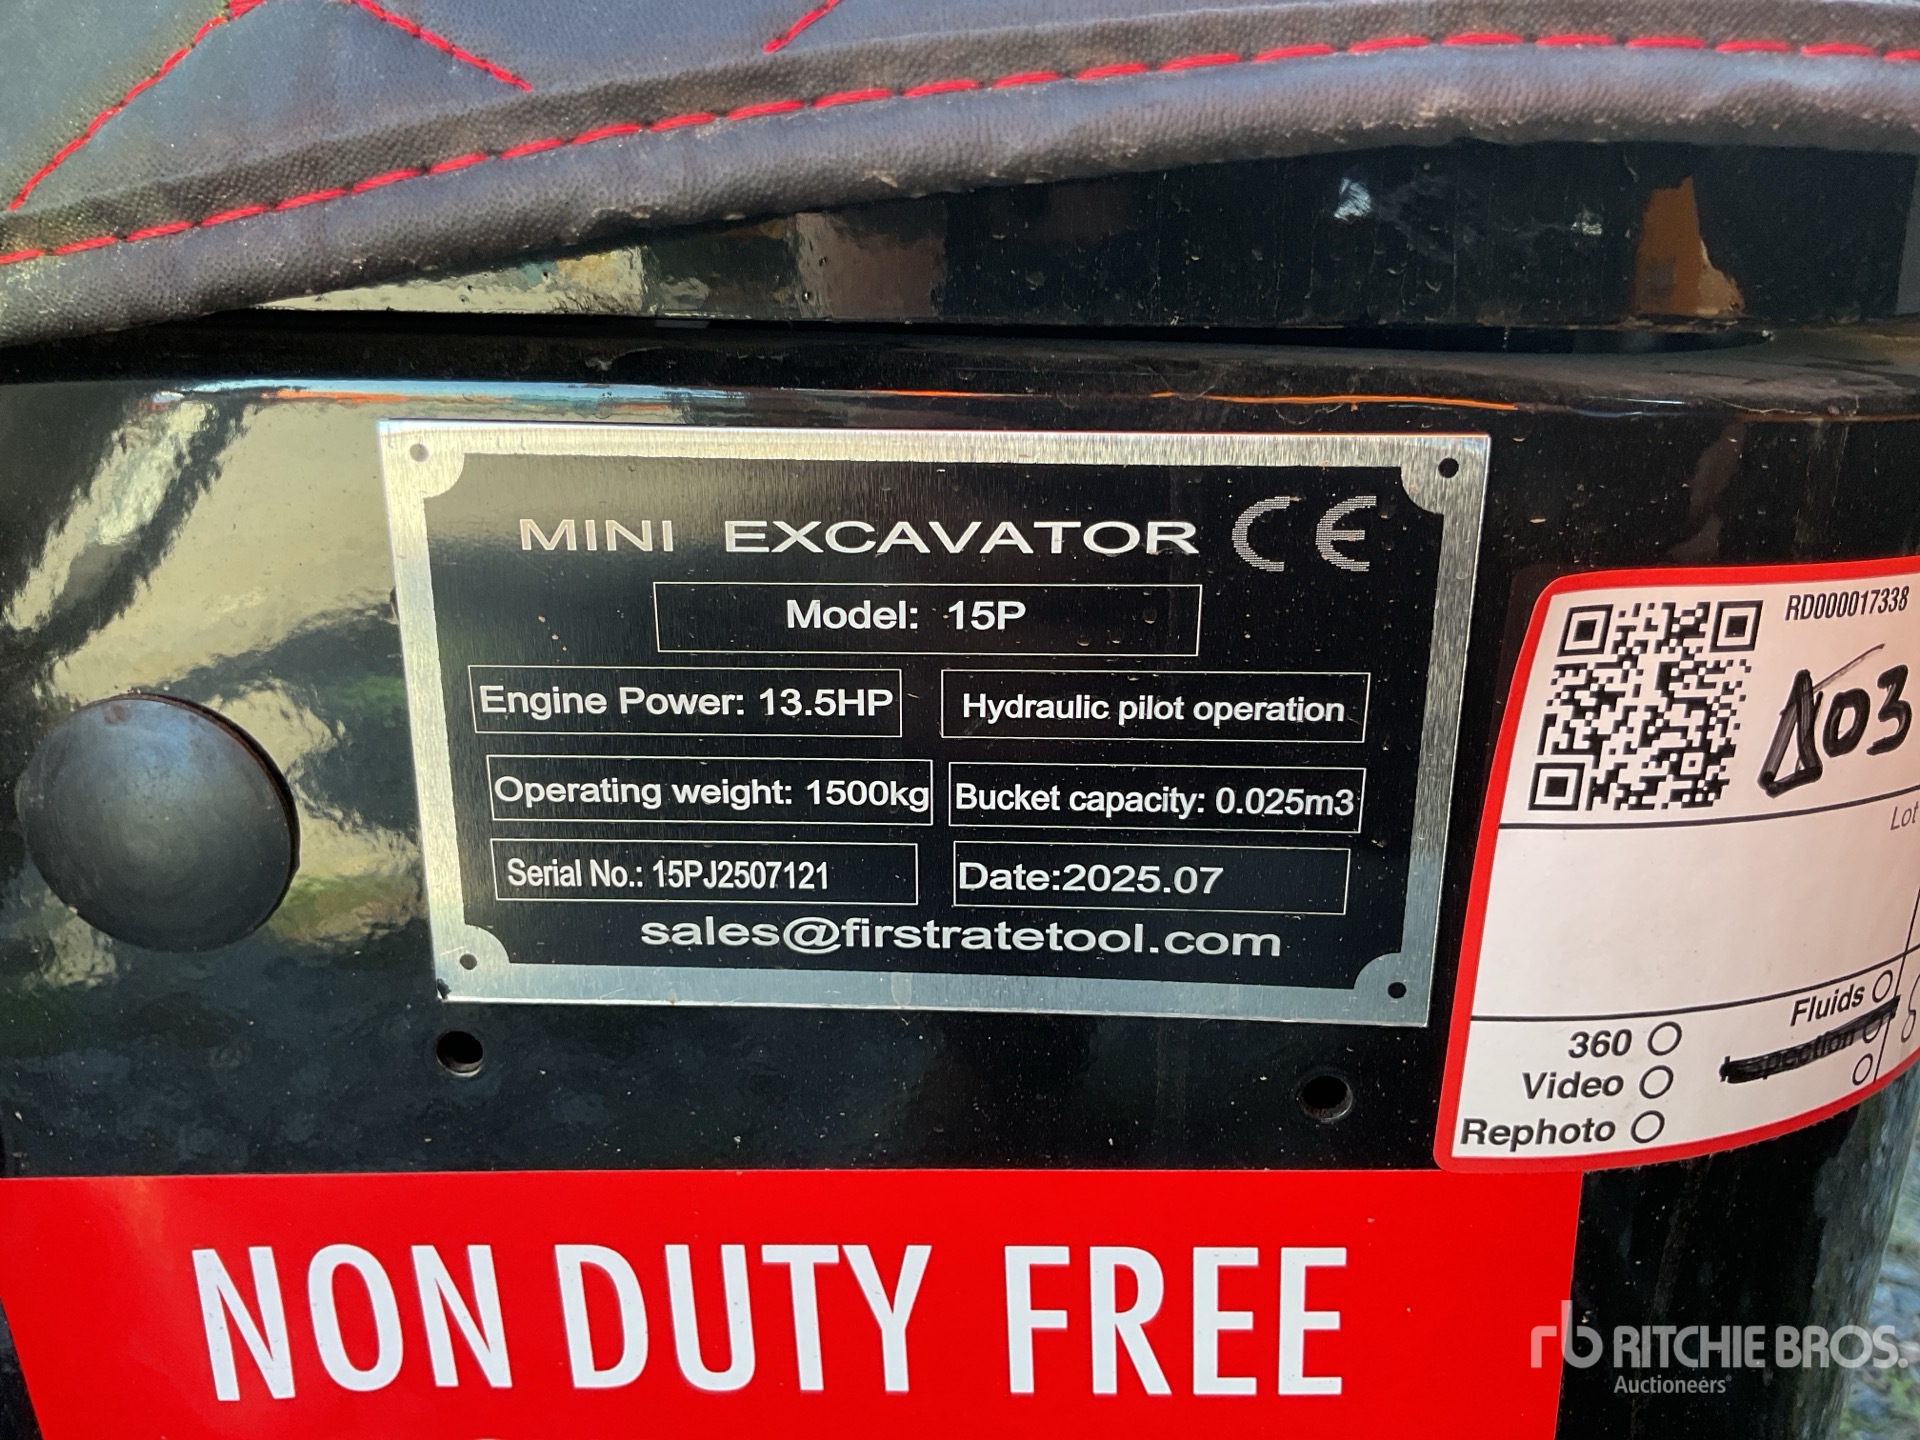 MINI EXCAVATOR CE
Model: 15P
Engine Power: 13.5HP
Hydraulic pilot operation
Operating weight: 1500kg
Bucket capacity: 0.025m3
Serial No.: 15PJ2507121
Date:2025.07
sales@firstratetool.com
RD000017338
03
Lot
Fluids
360
Video
Rephoto
NON DUTY FREE
rb RITCHIE BROS.
Auctioneers